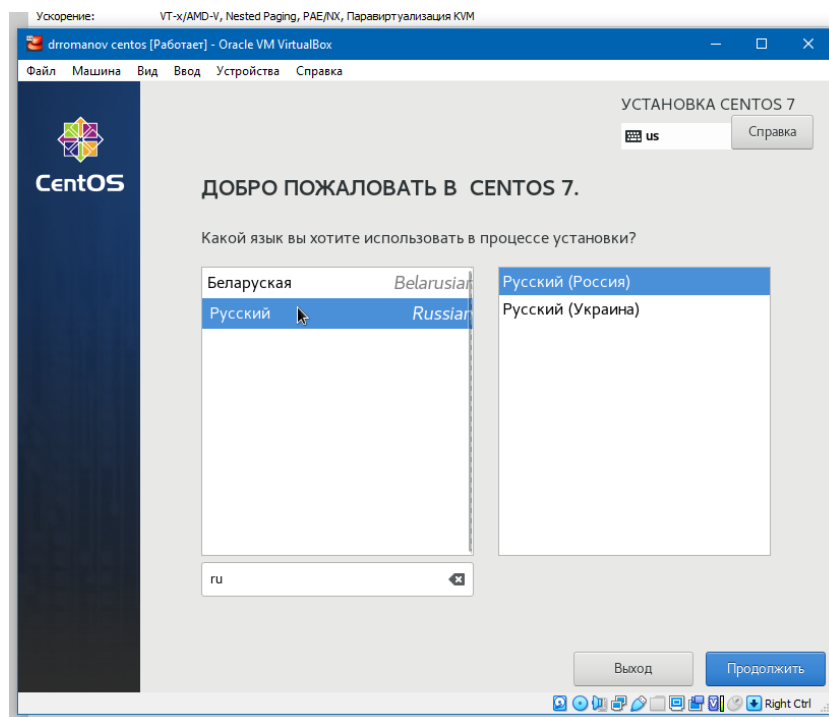 Ускорение: VT-x/AMD-V, Nested Paging, PAE/NX, Паравиртуализация KVM
drromanov centos [Работает] - Oracle VM VirtualBox
Файл Машина Вид Ввод Устройства Справка
УСТАНОВКА CENTOS 7
us Справка
CentOS
ДОБРО ПОЖАЛОВАТЬ В CENTOS 7.
Какой язык вы хотите использовать в процессе установки?
Беларуская Belarusian Русский (Россия)
Русский Russian Русский (Украина)
ru
Выход Продолжить
Right Ctrl